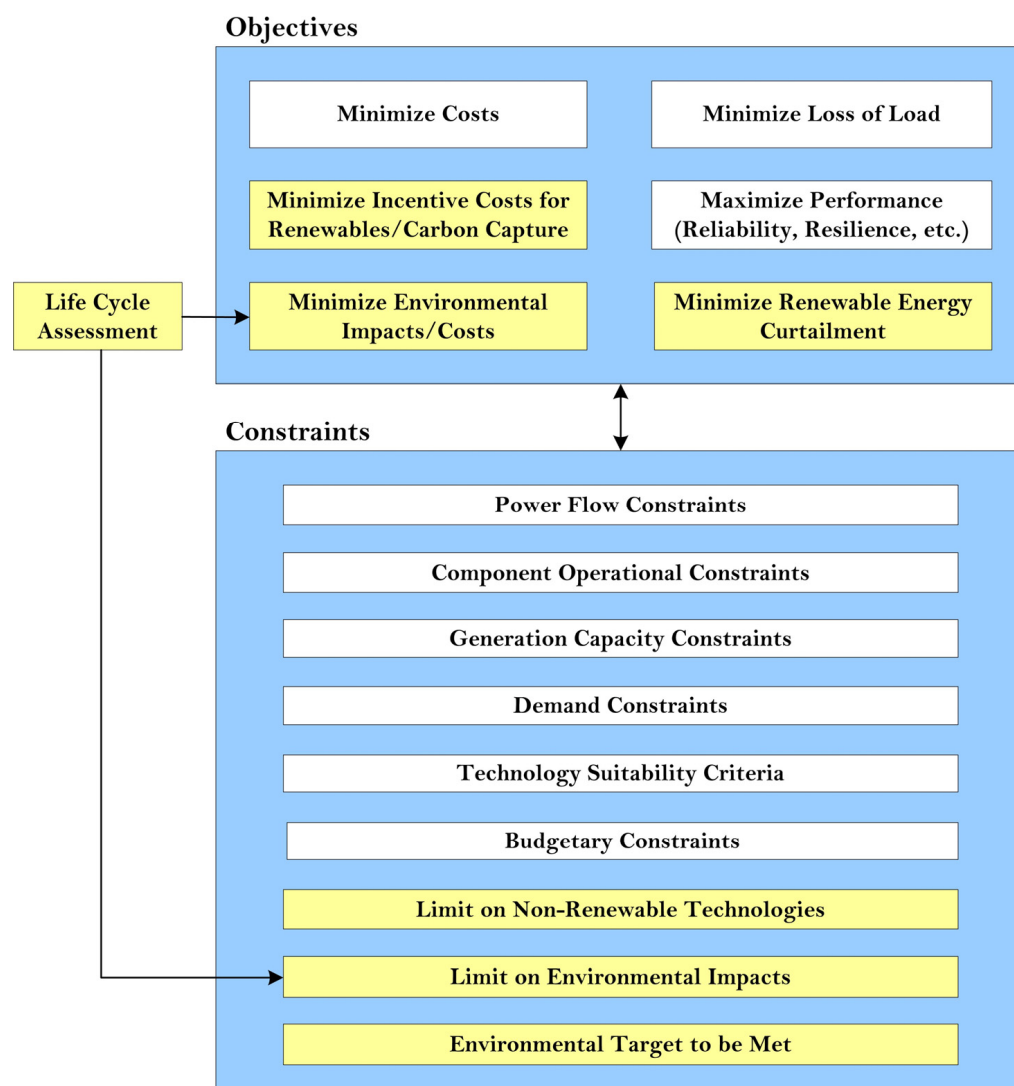 Objectives
Minimize Costs
Minimize Loss of Load
Minimize Incentive Costs for
Renewables/Carbon Capture
Maximize Performance
(Reliability, Resilience, etc.)
Life Cycle
Assessment
Minimize Environmental
Impacts/Costs
Minimize Renewable Energy
Curtailment
Constraints
Power Flow Constraints
Component Operational Constraints
Generation Capacity Constraints
Demand Constraints
Technology Suitability Criteria
Budgetary Constraints
Limit on Non-Renewable Technologies
Limit on Environmental Impacts
Environmental Target to be Met